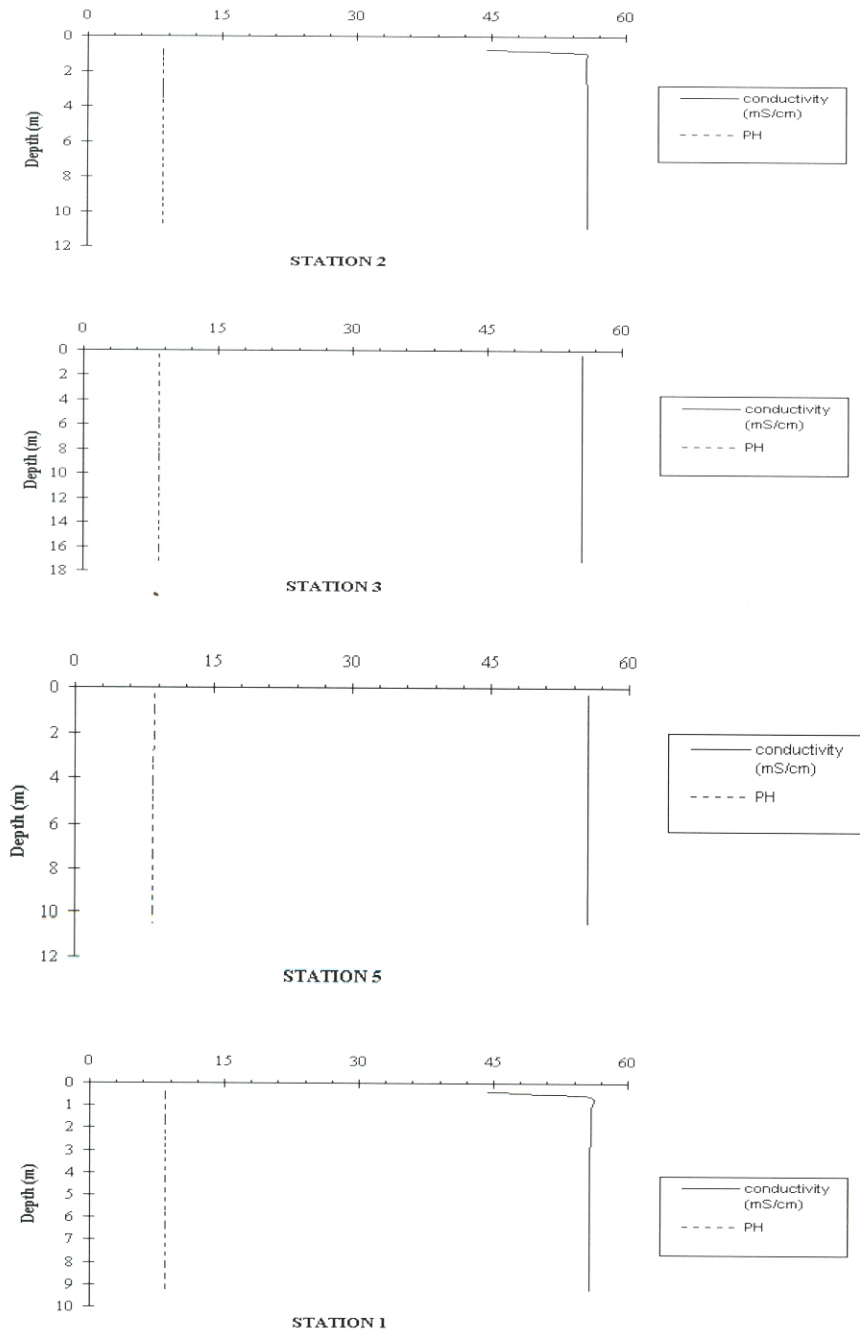 0 15 30 45 60
0
2
4
6
8
10
12
Depth (m)
conductivity
(mS/cm)
PH
STATION 2
0 15 30 45 60
0
2
4
6
8
10
12
14
16
18
Depth (m)
conductivity
(mS/cm)
PH
STATION 3
0 15 30 45 60
0
2
4
6
8
10
12
Depth (m)
conductivity
(mS/cm)
PH
STATION 5
0 15 30 45 60
0
1
2
3
4
5
6
7
8
9
10
Depth (m)
conductivity
(mS/cm)
PH
STATION 1